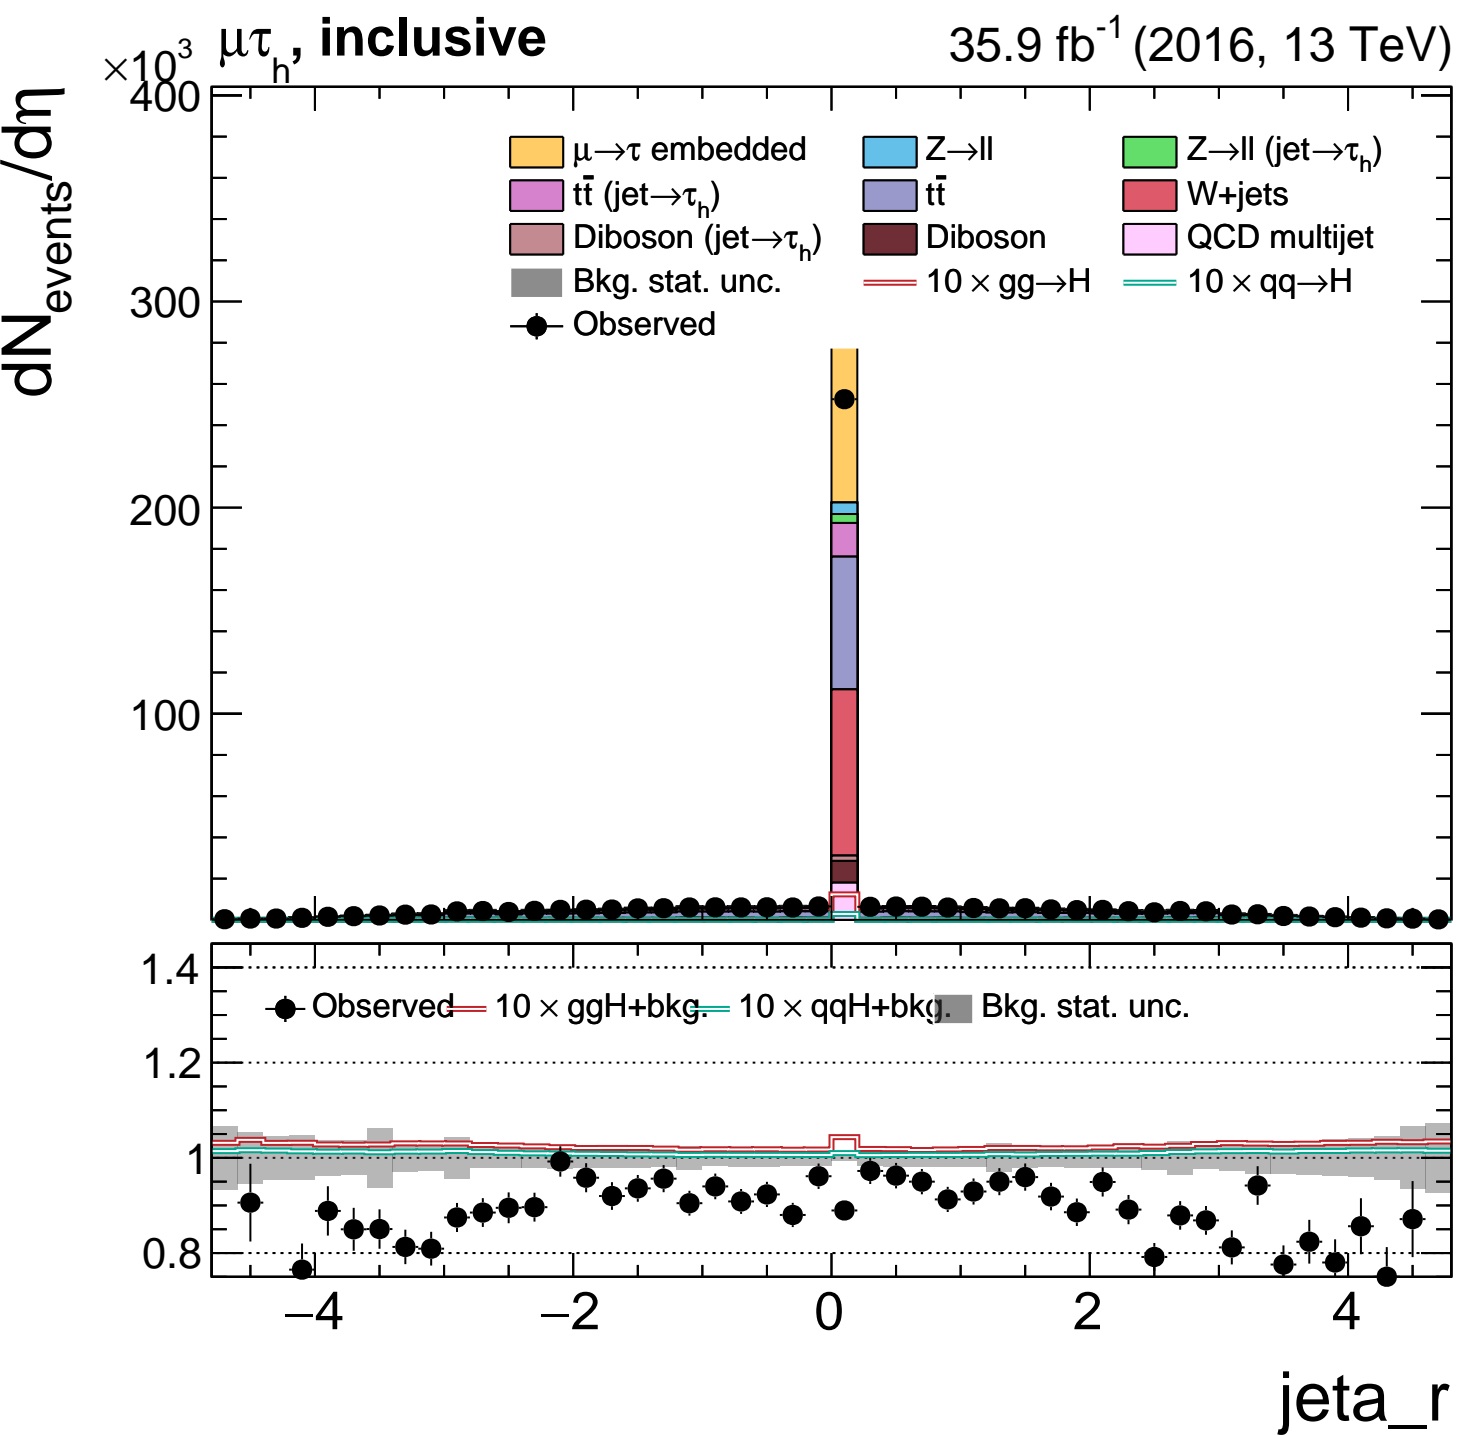 ×10³ μτₕ, inclusive 35.9 fb⁻¹ (2016, 13 TeV)
dN_events/dη
400
300
200
100
μ→τ embedded Z→ll Z→ll (jet→τₕ)
tt̄ (jet→τₕ) tt̄ W+jets
Diboson (jet→τₕ) Diboson QCD multijet
Bkg. stat. unc. 10 × gg→H 10 × qq→H
Observed
1.4
1.2
1
0.8
Observed 10 × ggH+bkg. 10 × qqH+bkg. Bkg. stat. unc.
−4 −2 0 2 4
jeta_r